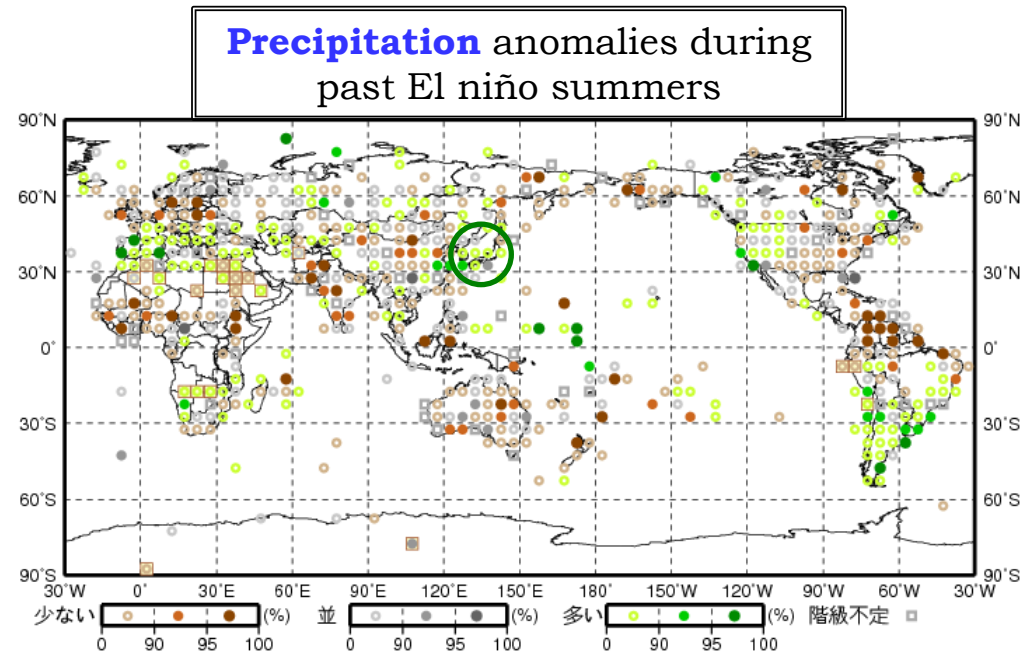 Precipitation anomalies during
past El niño summers
90°N 90°N
60°N 60°N
30°N 30°N
0° 0°
30°S 30°S
60°S 60°S
90°S 90°S
30°W 0° 30°E 60°E 90°E 120°E 150°E 180° 150°W 120°W 90°W 60°W 30°W
少ない (%) 並 (%) 多い (%) 階級不定
0 90 95 100 0 90 95 100 0 90 95 100